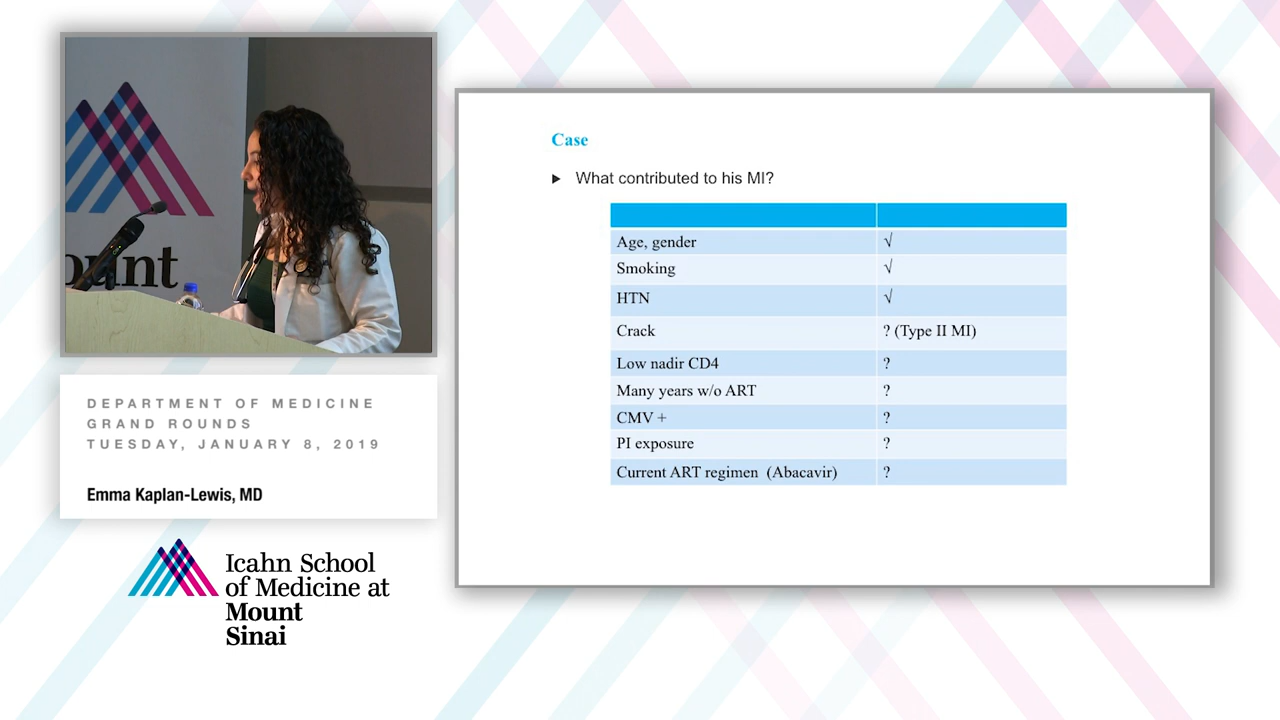 ount
DEPARTMENT OF MEDICINE
GRAND ROUNDS
TUESDAY, JANUARY 8, 2019
Emma Kaplan-Lewis, MD
Icahn School
of Medicine at
Mount
Sinai
Case
What contributed to his MI?
Age, gender √
Smoking √
HTN √
Crack ? (Type II MI)
Low nadir CD4 ?
Many years w/o ART ?
CMV + ?
PI exposure ?
Current ART regimen (Abacavir) ?